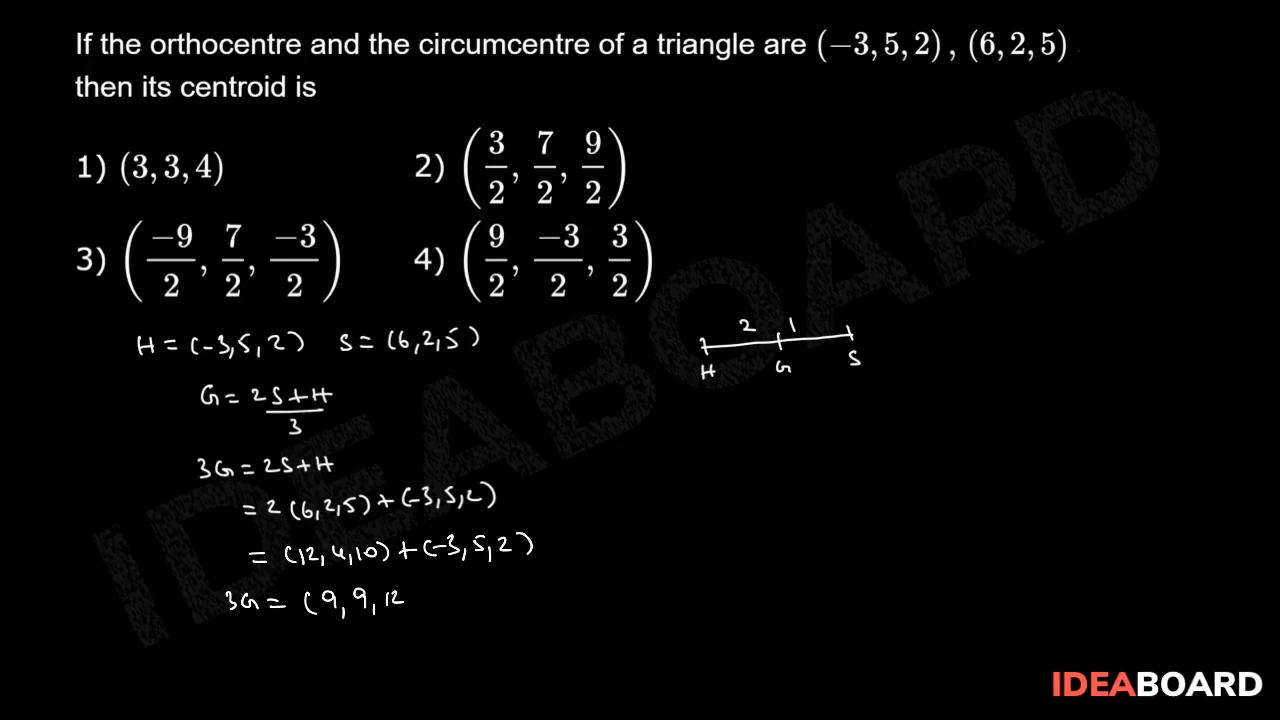 If the orthocentre and the circumcentre of a triangle are (−3, 5, 2) , (6, 2, 5)
then its centroid is
1) (3, 3, 4) 2) (3/2, 7/2, 9/2)
3) (−9/2, 7/2, −3/2) 4) (9/2, −3/2, 3/2)
H = (-3, 5, 2) S = (6, 2, 5)
2 1
H G S
G = 2S+H
3
3G = 2S+H
= 2(6,2,5) + (-3,5,2)
= (12, 4, 10) + (-3, 5, 2)
3G = (9, 9, 12
IDEABOARD
IDEABOARD